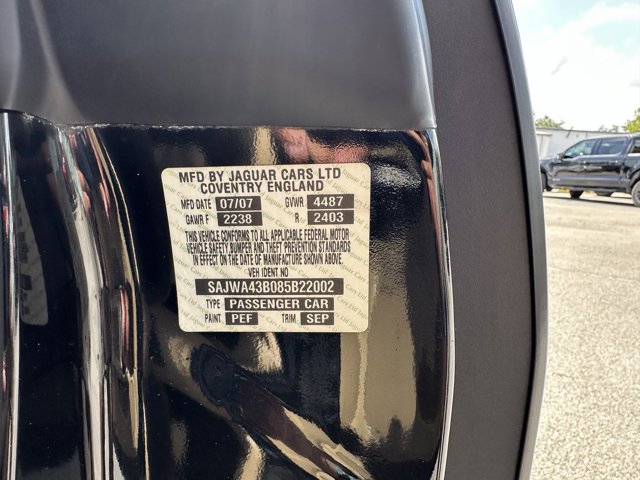 MFD BY JAGUAR CARS LTD
COVENTRY ENGLAND
MFD DATE 07/07 GVWR 4487
GAWR F 2238 R 2403
THIS VEHICLE CONFORMS TO ALL APPLICABLE FEDERAL MOTOR
VEHICLE SAFETY BUMPER AND THEFT PREVENTION STANDARDS
IN EFFECT ON THE DATE OF MANUFACTURE SHOWN ABOVE.
VEH IDENT NO
SAJWA43B085B22002
TYPE PASSENGER CAR
PAINT PEF TRIM SEP